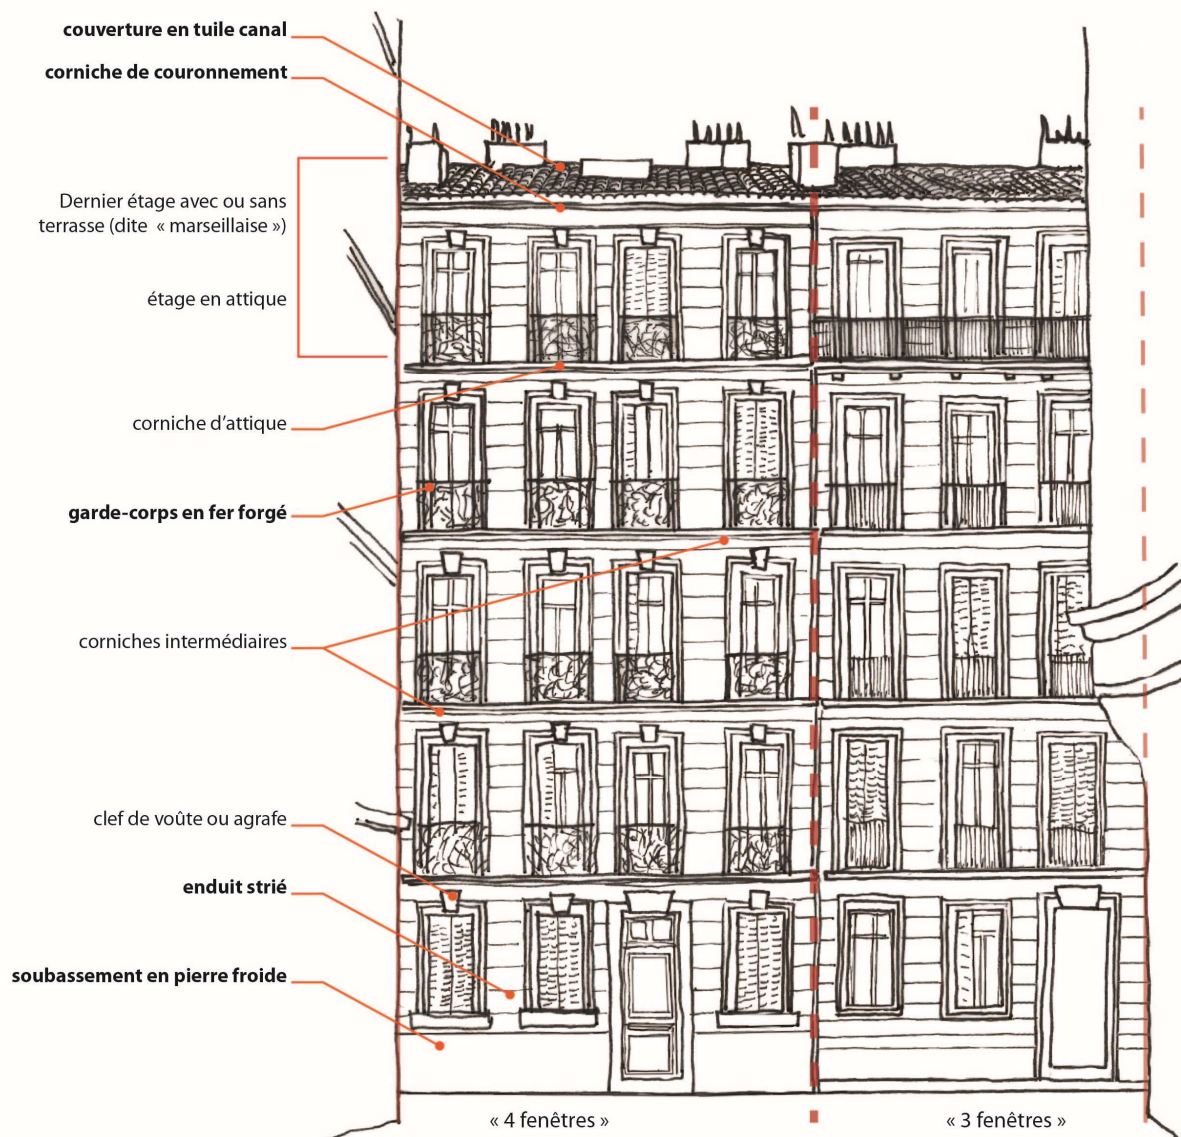 couverture en tuile canal
corniche de couronnement
Dernier étage avec ou sans
terrasse (dite « marseillaise »)
étage en attique
corniche d’attique
garde-corps en fer forgé
corniches intermédiaires
clef de voûte ou agrafe
enduit strié
soubassement en pierre froide
« 4 fenêtres »
« 3 fenêtres »